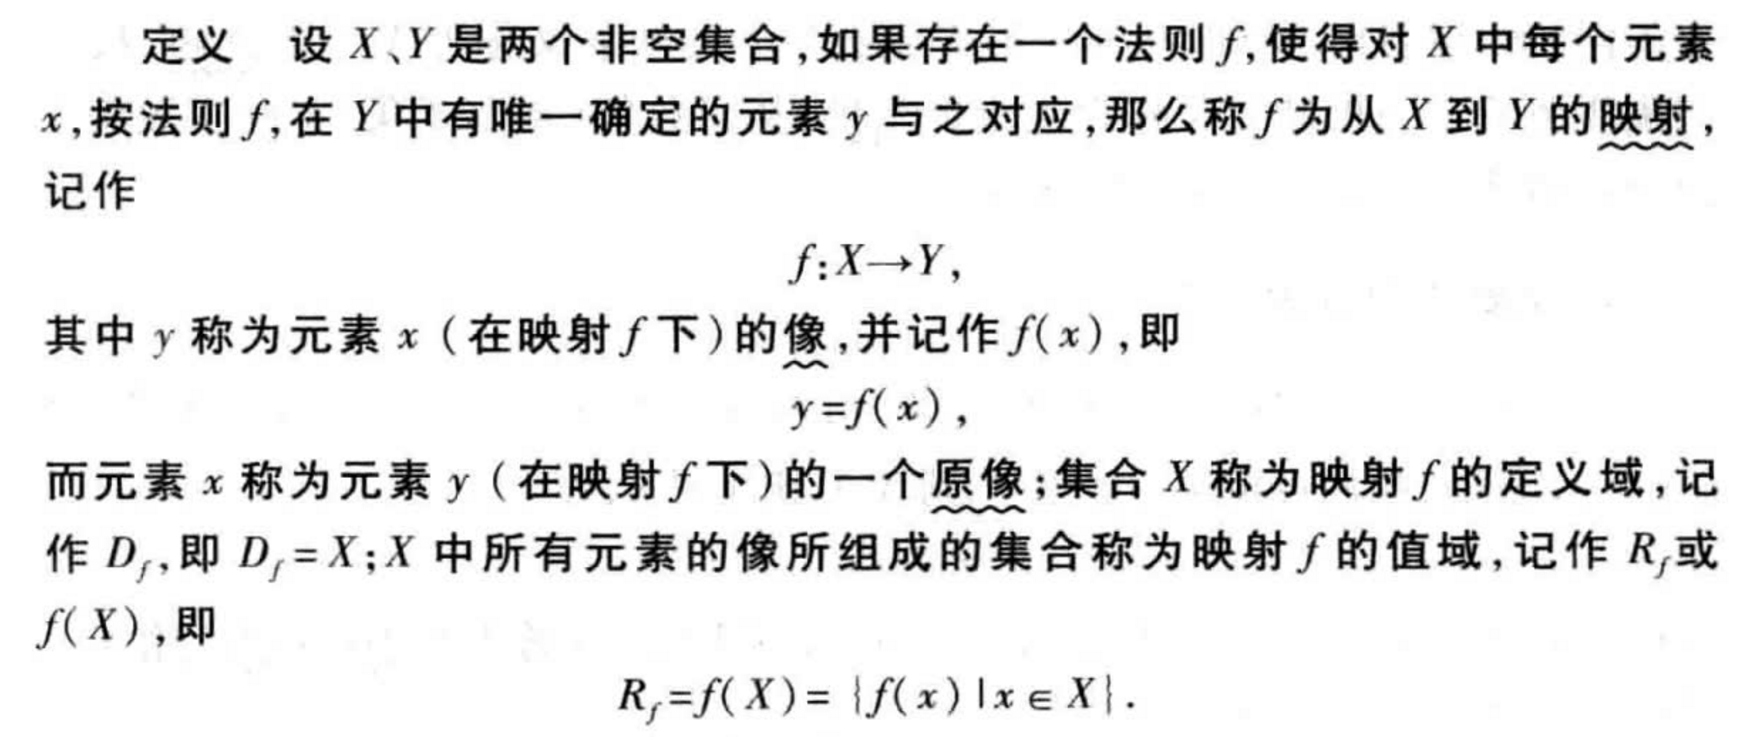 定义 设 X、Y 是两个非空集合,如果存在一个法则 f,使得对 X 中每个元素
x,按法则 f,在 Y 中有唯一确定的元素 y 与之对应,那么称 f 为从 X 到 Y 的映射,
记作
f:X→Y,
其中 y 称为元素 x (在映射 f 下)的像,并记作 f(x),即
y=f(x),
而元素 x 称为元素 y (在映射 f 下)的一个原像;集合 X 称为映射 f 的定义域,记
作 D_f,即 D_f=X;X 中所有元素的像所组成的集合称为映射 f 的值域,记作 R_f或
f(X),即
R_f=f(X)={f(x)|x∈X}.